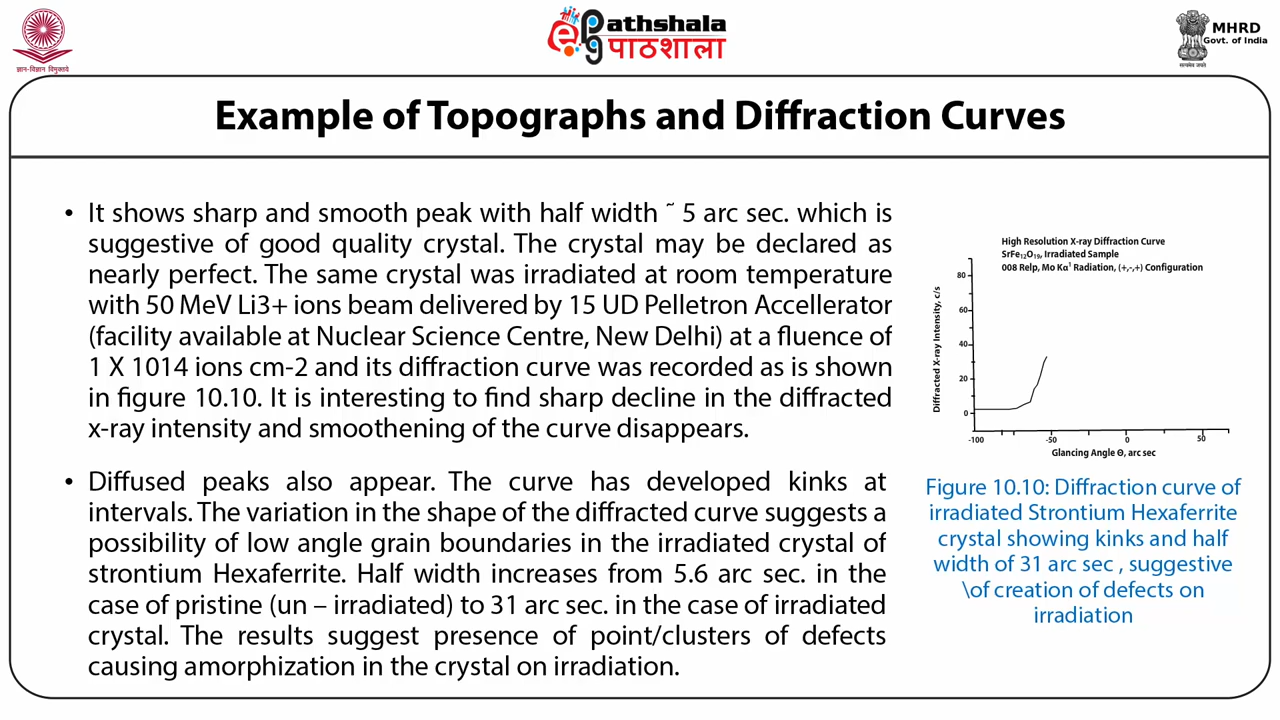 ज्ञान-विज्ञान विमुक्तये
ePathshala
पाठशाला
MHRD
Govt. of India
सत्यमेव जयते
Example of Topographs and Diffraction Curves
• It shows sharp and smooth peak with half width ˜ 5 arc sec. which is
suggestive of good quality crystal. The crystal may be declared as
nearly perfect. The same crystal was irradiated at room temperature
with 50 MeV Li3+ ions beam delivered by 15 UD Pelletron Accellerator
(facility available at Nuclear Science Centre, New Delhi) at a fluence of
1 X 1014 ions cm-2 and its diffraction curve was recorded as is shown
in figure 10.10. It is interesting to find sharp decline in the diffracted
x-ray intensity and smoothening of the curve disappears.
• Diffused peaks also appear. The curve has developed kinks at
intervals. The variation in the shape of the diffracted curve suggests a
possibility of low angle grain boundaries in the irradiated crystal of
strontium Hexaferrite. Half width increases from 5.6 arc sec. in the
case of pristine (un – irradiated) to 31 arc sec. in the case of irradiated
crystal. The results suggest presence of point/clusters of defects
causing amorphization in the crystal on irradiation.
High Resolution X-ray Diffraction Curve
SrFe₁₂O₁₉, Irradiated Sample
008 Relp, Mo Kα¹ Radiation, (+,-,+) Configuration
Diffracted X-ray Intensity, c/s
80
60
40
20
0
-100 -50 0 50
Glancing Angle Θ, arc sec
Figure 10.10: Diffraction curve of
irradiated Strontium Hexaferrite
crystal showing kinks and half
width of 31 arc sec , suggestive
\of creation of defects on
irradiation